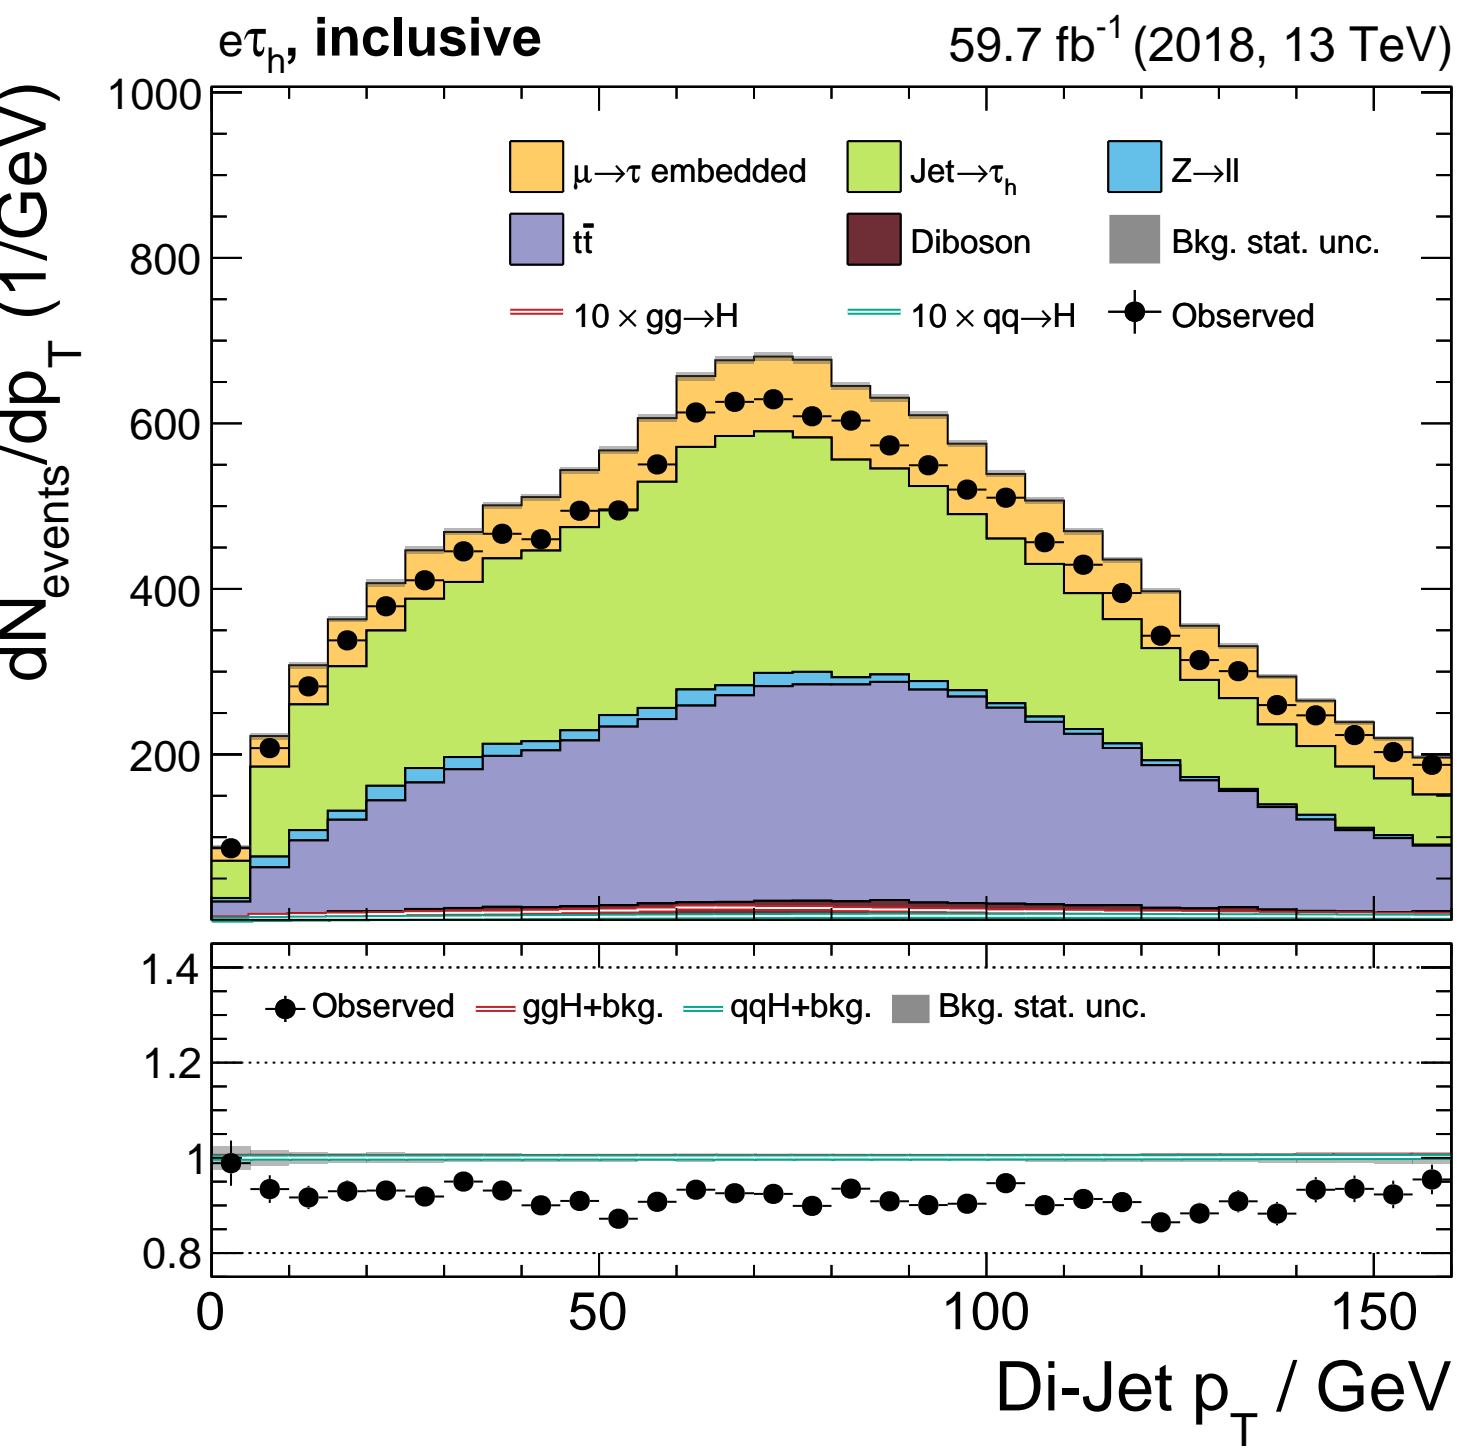 eτh, inclusive 59.7 fb-1 (2018, 13 TeV)
dNevents/dpT (1/GeV)
1000
800
600
400
200
μ→τ embedded Jet→τh Z→ll
tt̄ Diboson Bkg. stat. unc.
10 × gg→H 10 × qq→H Observed
1.4
1.2
1
0.8
Observed ggH+bkg. qqH+bkg. Bkg. stat. unc.
0 50 100 150
Di-Jet pT / GeV